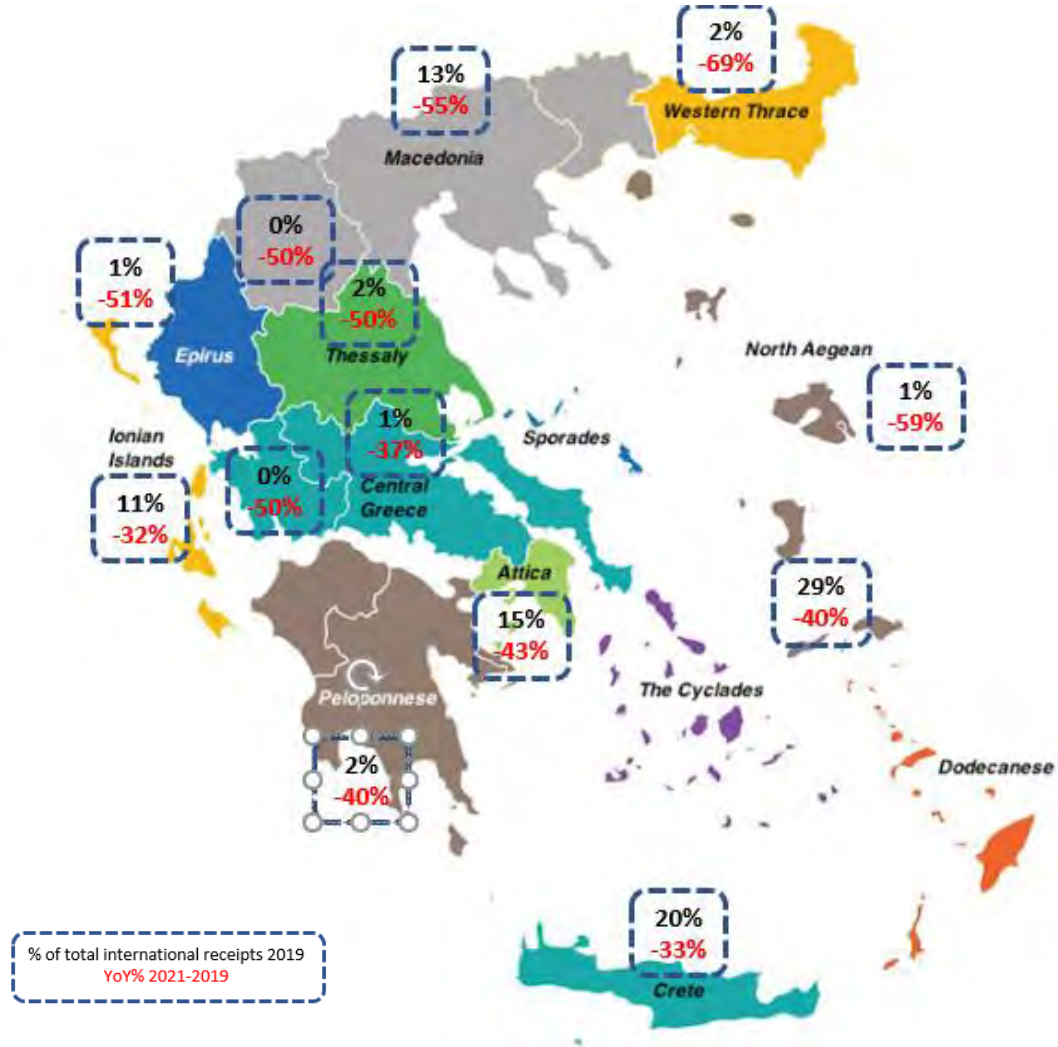 2%
-69%
Western Thrace
13%
-55%
Macedonia
0%
-50%
1%
-51%
2%
-50%
Epirus
Thessaly
North Aegean
1%
-59%
1%
-37%
Sporades
Ionian
Islands
11%
-32%
0%
-50%
Central
Greece
Attica
15%
-43%
29%
-40%
Peloponnese
2%
-40%
The Cyclades
Dodecanese
20%
-33%
Crete
% of total international receipts 2019
YoY% 2021-2019